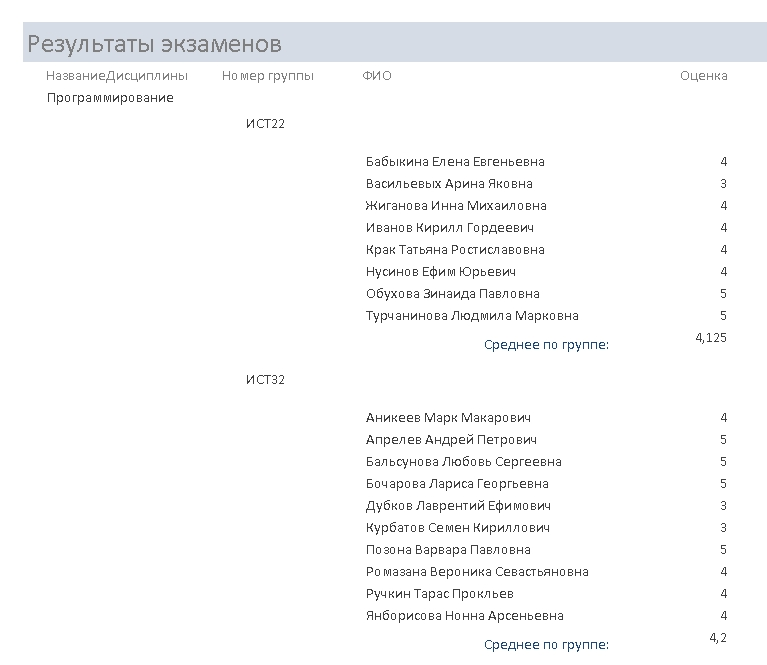 Результаты экзаменов
НазваниеДисциплины Номер группы ФИО Оценка
Программирование
ИСТ22
Бабыкина Елена Евгеньевна 4
Васильевых Арина Яковна 3
Жиганова Инна Михаиловна 4
Иванов Кирилл Гордеевич 4
Крак Татьяна Ростиславовна 4
Нусинов Ефим Юрьевич 4
Обухова Зинаида Павловна 5
Турчанинова Людмила Марковна 5
Среднее по группе: 4,125
ИСТ32
Аникеев Марк Макарович 4
Апрелев Андрей Петрович 5
Бальсунова Любовь Сергеевна 5
Бочарова Лариса Георгьевна 5
Дубков Лаврентий Ефимович 3
Курбатов Семен Кириллович 3
Позона Варвара Павловна 5
Ромазана Вероника Севастьяновна 4
Ручкин Тарас Прокльев 4
Янборисова Нонна Арсеньевна 4
Среднее по группе: 4,2